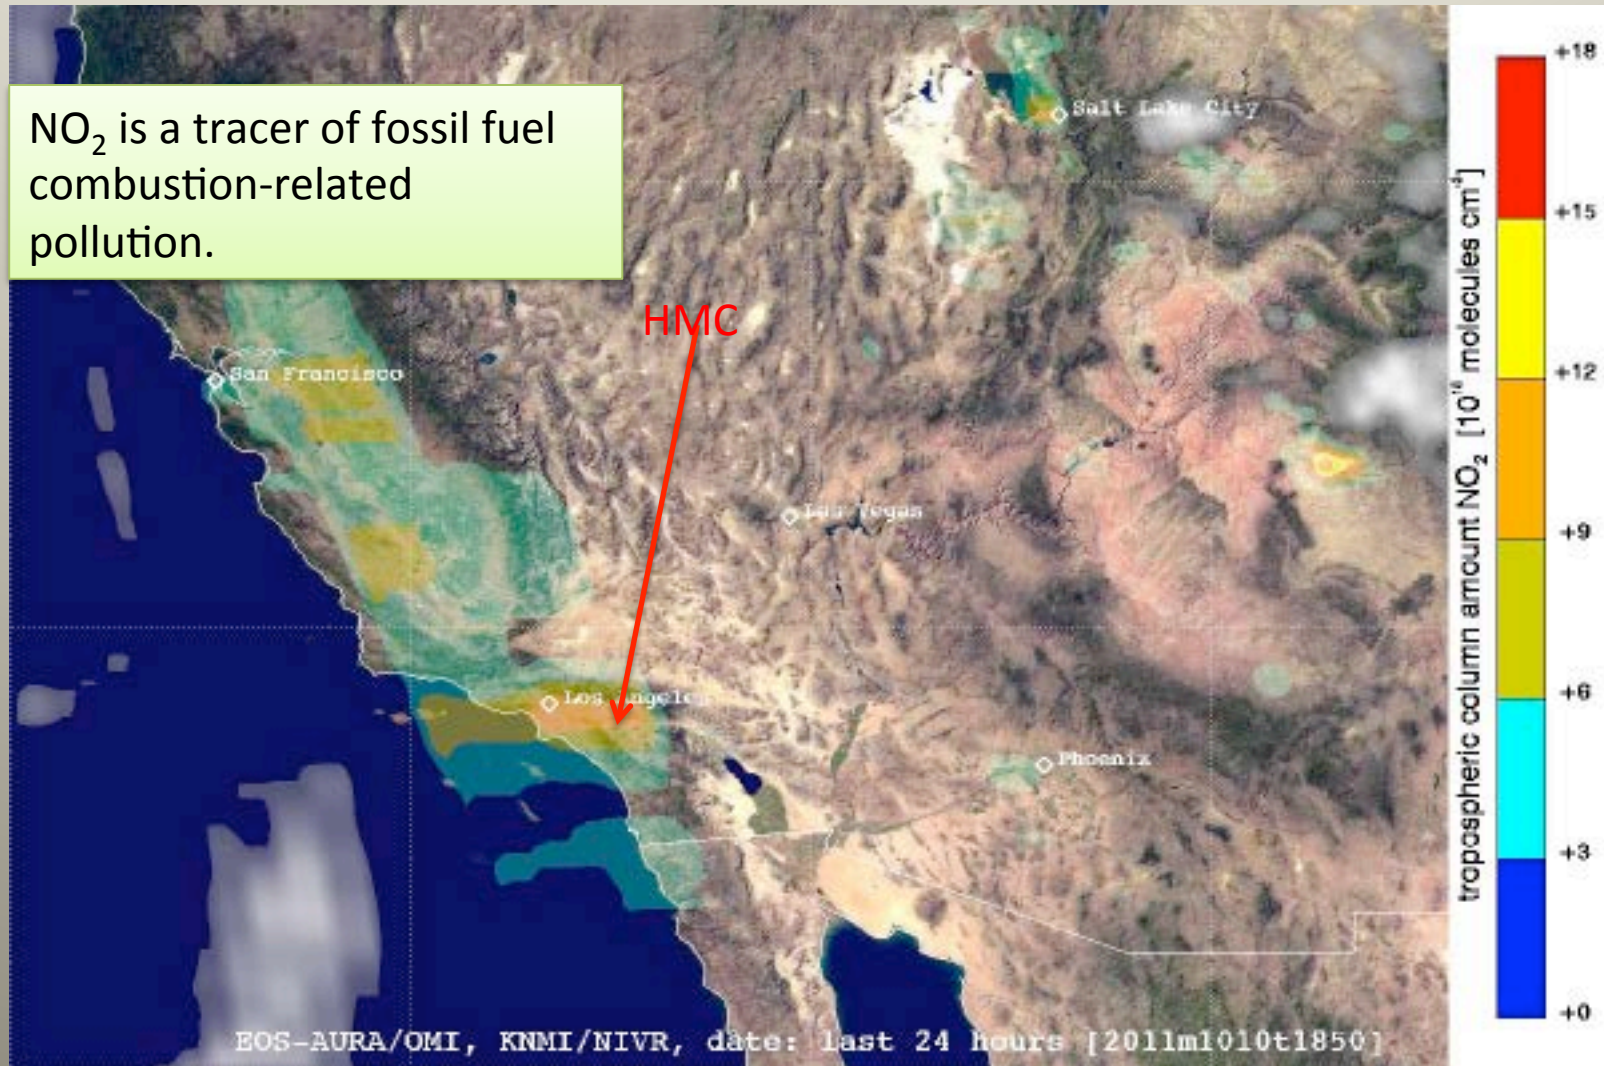 NO₂ is a tracer of fossil fuel
combustion-related
pollution.
HMC
Salt Lake City
San Francisco
Las Vegas
Los Angeles
Phoenix
EOS-AURA/OMI, KNMI/NIVR, date: last 24 hours [2011m1010t1850]
tropospheric column amount NO₂ [10¹⁵ molecules cm⁻²]
+18
+15
+12
+9
+6
+3
+0